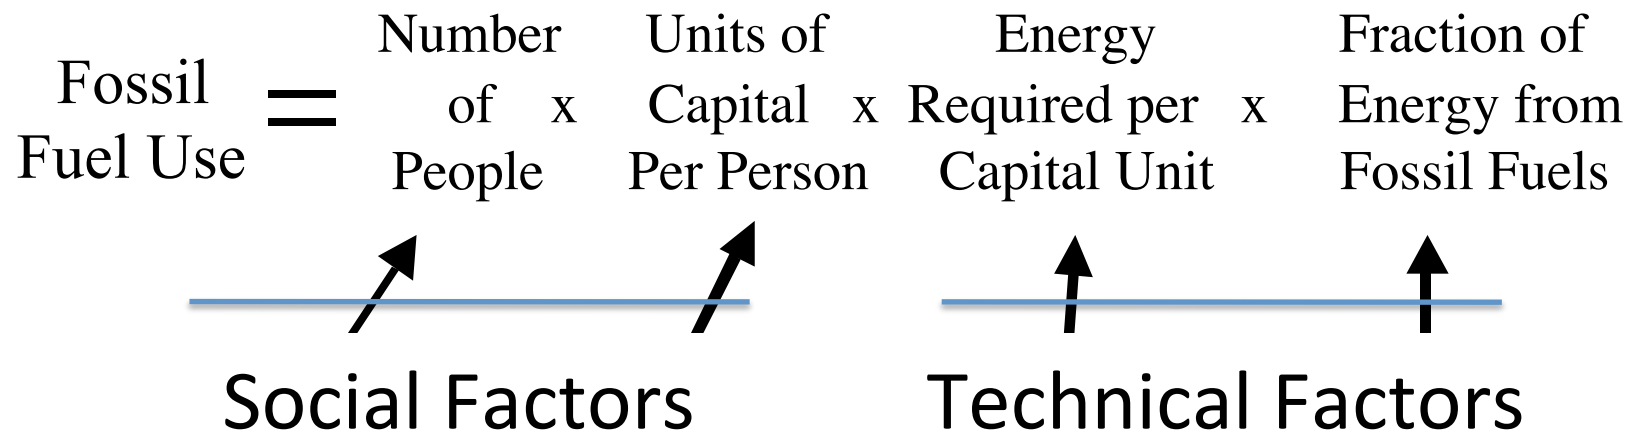 Fossil
Fuel Use
=
Number
of
People
x
Units of
Capital
Per Person
x
Energy
Required per
Capital Unit
x
Fraction of
Energy from
Fossil Fuels
Social Factors
Technical Factors